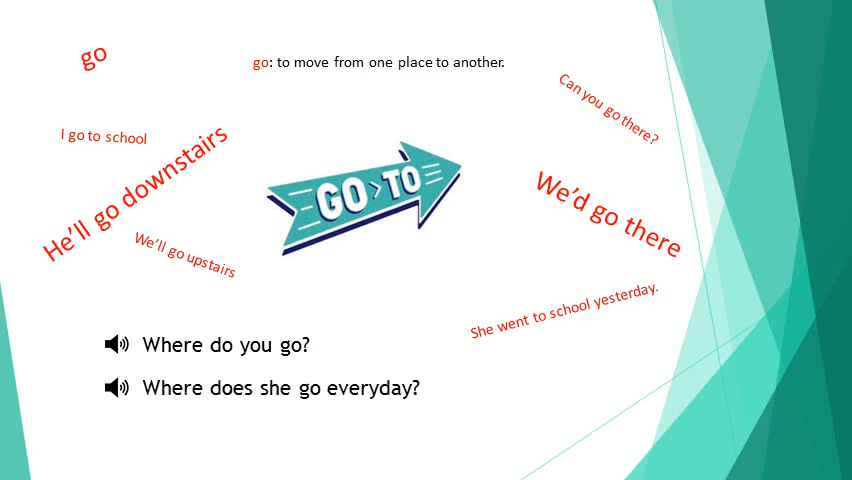 go
go: to move from one place to another.
Can you go there?
I go to school
He'll go downstairs
GO > TO
We'd go there
We'll go upstairs
She went to school yesterday.
Where do you go?
Where does she go everyday?